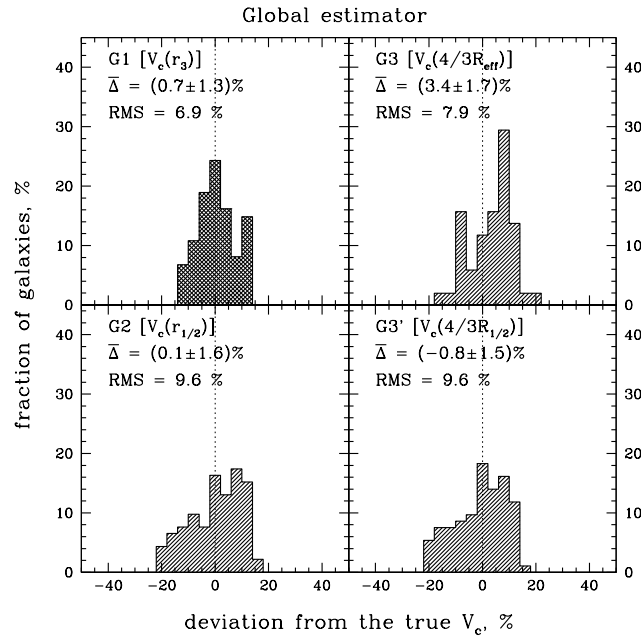 Global estimator
G1 [V_c(r_3)]
Δ̅ = (0.7±1.3)%
RMS = 6.9 %
G3 [V_c(4/3R_eff)]
Δ̅ = (3.4±1.7)%
RMS = 7.9 %
40
30
20
10
0
40
30
20
10
0
G2 [V_c(r_1/2)]
Δ̅ = (0.1±1.6)%
RMS = 9.6 %
G3' [V_c(4/3R_1/2)]
Δ̅ = (−0.8±1.5)%
RMS = 9.6 %
40
30
20
10
0
40
30
20
10
0
−40 −20 0 20 40
−40 −20 0 20 40
fraction of galaxies, %
deviation from the true V_c, %